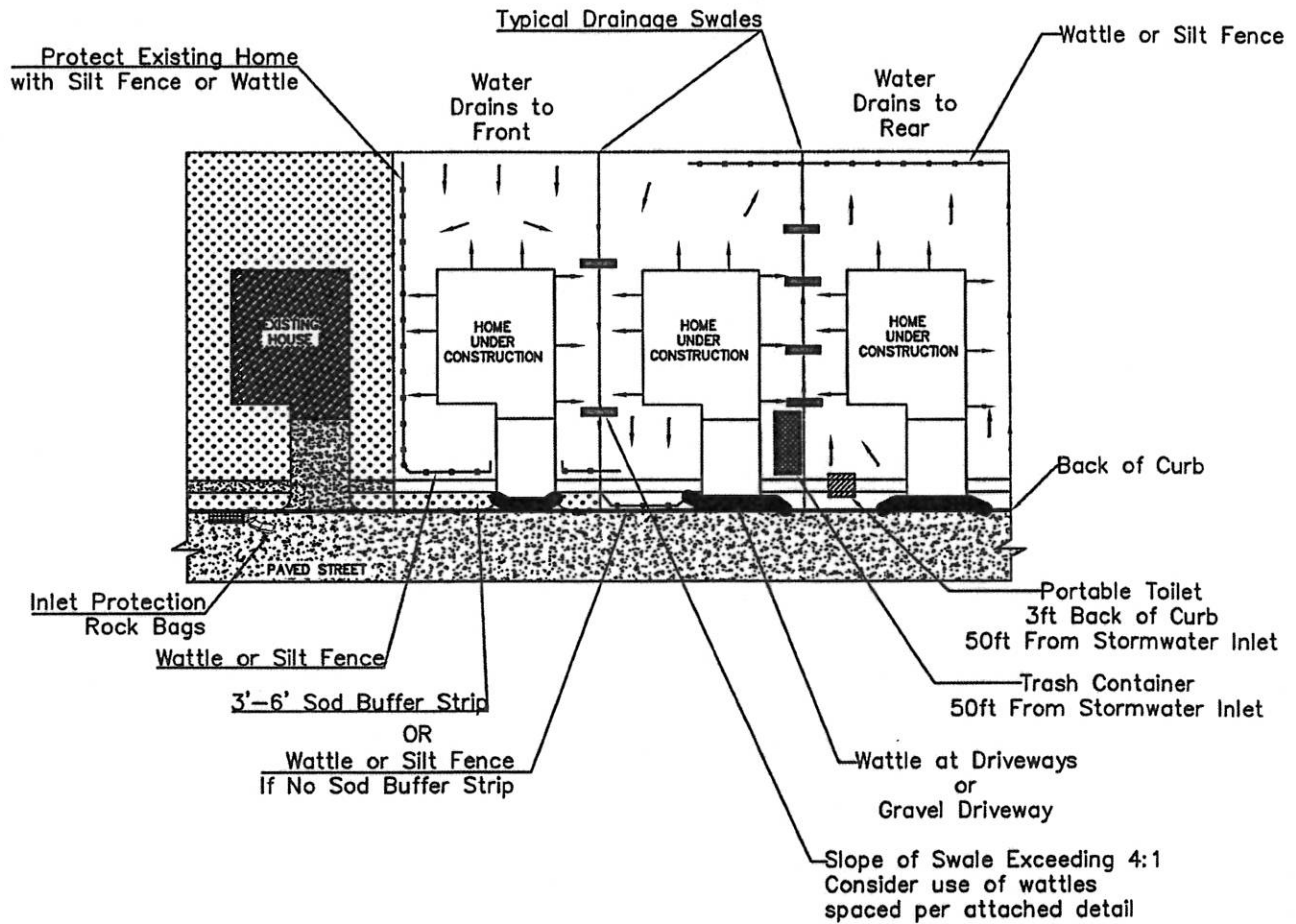 Typical Drainage Swales
Protect Existing Home
with Silt Fence or Wattle
Wattle or Silt Fence
Water
Drains to
Front
Water
Drains to
Rear
EXISTING
HOUSE
HOME
UNDER
CONSTRUCTION
HOME
UNDER
CONSTRUCTION
HOME
UNDER
CONSTRUCTION
Back of Curb
PAVED STREET
Inlet Protection
Rock Bags
Wattle or Silt Fence
3'-6' Sod Buffer Strip
OR
Wattle or Silt Fence
If No Sod Buffer Strip
Portable Toilet
3ft Back of Curb
50ft From Stormwater Inlet
Trash Container
50ft From Stormwater Inlet
Wattle at Driveways
or
Gravel Driveway
Slope of Swale Exceeding 4:1
Consider use of wattles
spaced per attached detail